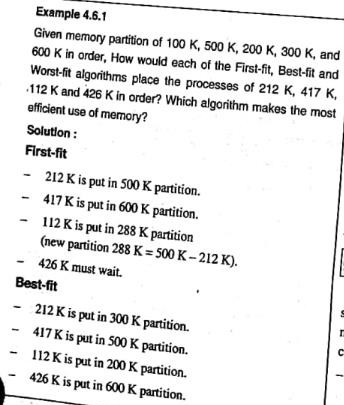 Example 4.6.1
Given memory partition of 100 K, 500 K, 200 K, 300 K, and
600 K in order, How would each of the First-fit, Best-fit and
Worst-fit algorithms place the processes of 212 K, 417 K,
112 K and 426 K in order? Which algorithm makes the most
efficient use of memory?
Solution :
First-fit
– 212 K is put in 500 K partition.
– 417 K is put in 600 K partition.
– 112 K is put in 288 K partition
(new partition 288 K = 500 K – 212 K).
– 426 K must wait.
Best-fit
– 212 K is put in 300 K partition.
– 417 K is put in 500 K partition.
– 112 K is put in 200 K partition.
– 426 K is put in 600 K partition.